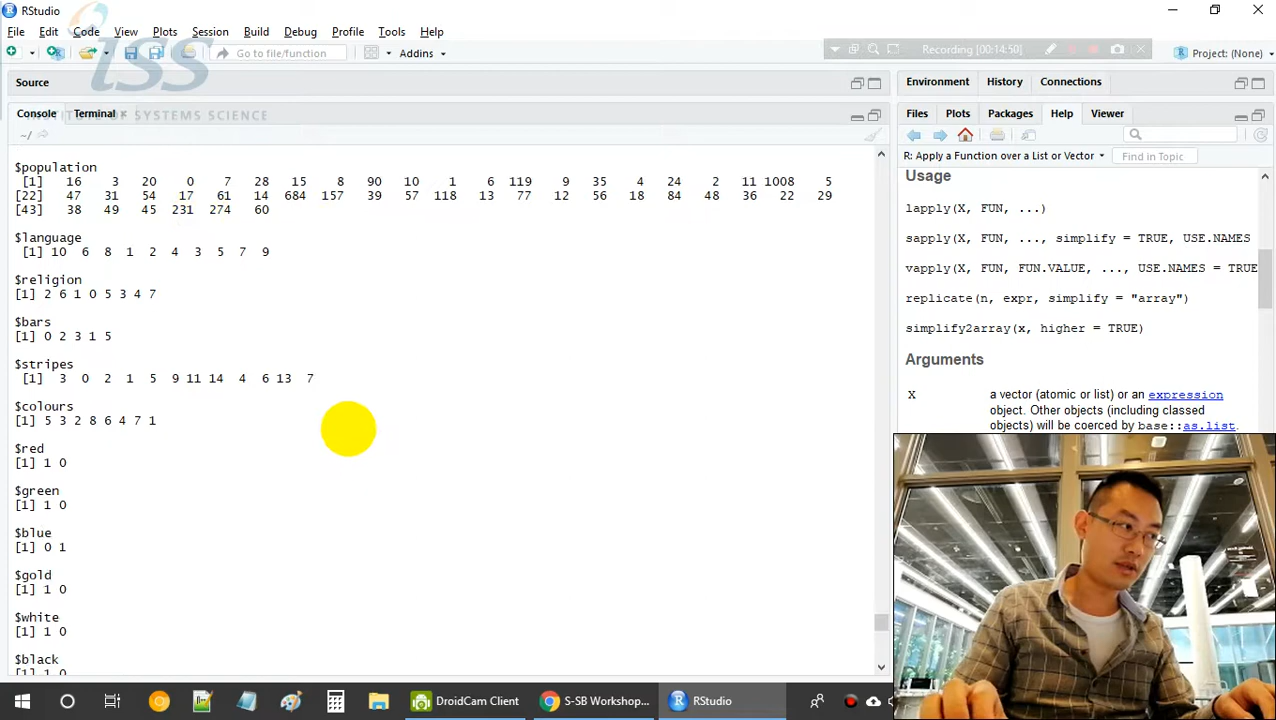 RStudio
File Edit Code View Plots Session Build Debug Profile Tools Help
Go to file/function
Addins
Recording [00:14:50]
Project: (None)
iss
INSTITUTE OF SYSTEMS SCIENCE
Source
Console Terminal
~/
$population
[1] 16 3 20 0 7 28 15 8 90 10 1 6 119 9 35 4 24 2 11 1008 5
[22] 47 31 54 17 61 14 684 157 39 57 118 13 77 12 56 18 84 48 36 22 29
[43] 38 49 45 231 274 60
$language
[1] 10 6 8 1 2 4 3 5 7 9
$religion
[1] 2 6 1 0 5 3 4 7
$bars
[1] 0 2 3 1 5
$stripes
[1] 3 0 2 1 5 9 11 14 4 6 13 7
$colours
[1] 5 3 2 8 6 4 7 1
$red
[1] 1 0
$green
[1] 1 0
$blue
[1] 0 1
$gold
[1] 1 0
$white
[1] 1 0
$black
[1] 1 0
Environment History Connections
Files Plots Packages Help Viewer
R: Apply a Function over a List or Vector
Find in Topic
Usage
lapply(X, FUN, ...)
sapply(X, FUN, ..., simplify = TRUE, USE.NAMES
vapply(X, FUN, FUN.VALUE, ..., USE.NAMES = TRUE
replicate(n, expr, simplify = "array")
simplify2array(x, higher = TRUE)
Arguments
X a vector (atomic or list) or an expression
object. Other objects (including classed
objects) will be coerced by base::as.list.
DroidCam Client
S-SB Workshop...
RStudio